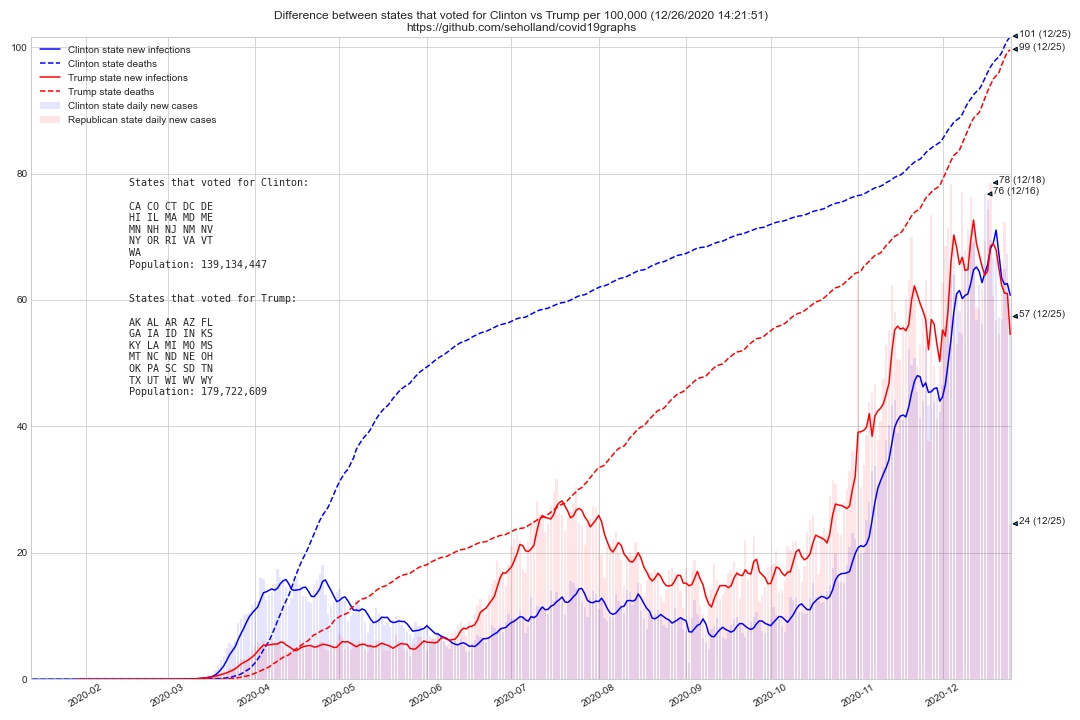 Difference between states that voted for Clinton vs Trump per 100,000 (12/26/2020 14:21:51)
https://github.com/seholland/covid19graphs
Clinton state new infections
Clinton state deaths
Trump state new infections
Trump state deaths
Clinton state daily new cases
Republican state daily new cases
States that voted for Clinton:
CA CO CT DC DE
HI IL MA MD ME
MN NH NJ NM NV
NY OR RI VA VT
WA
Population: 139,134,447
States that voted for Trump:
AK AL AR AZ FL
GA IA ID IN KS
KY LA MI MO MS
MT NC ND NE OH
OK PA SC SD TN
TX UT WI WV WY
Population: 179,722,609
101 (12/25)
99 (12/25)
78 (12/18)
76 (12/16)
57 (12/25)
24 (12/25)
100
80
60
40
20
0
2020-02
2020-03
2020-04
2020-05
2020-06
2020-07
2020-08
2020-09
2020-10
2020-11
2020-12